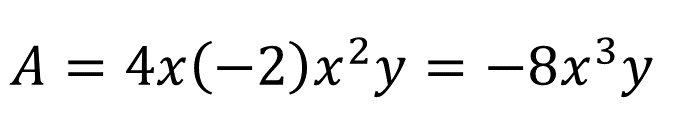 A = 4x(−2)x²y = −8x³y